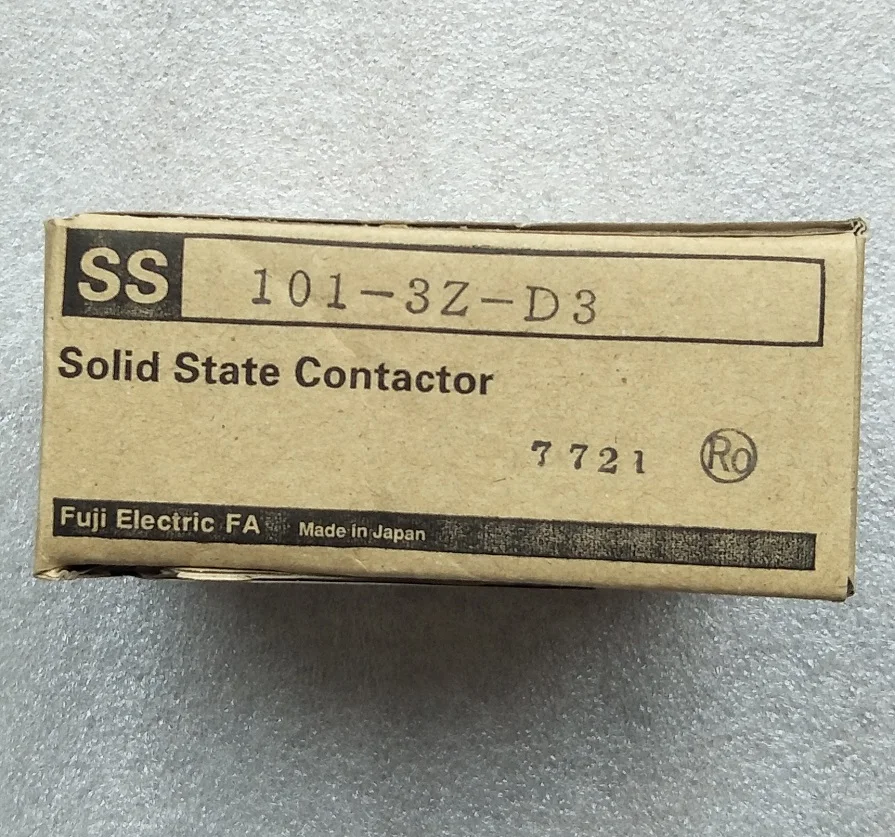 SS 101-3Z-D3
Solid State Contactor
7721 Ro
Fuji Electric FA Made in Japan